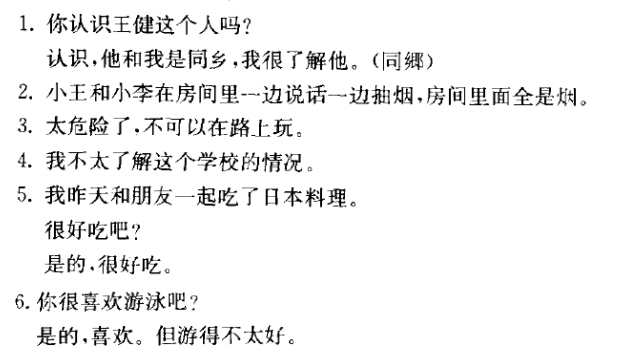 1. 你认识王健这个人吗？
认识，他和我是同乡，我很了解他。（同郷）
2. 小王和小李在房间里一边说话一边抽烟，房间里面全是烟。
3. 太危险了，不可以在路上玩。
4. 我不太了解这个学校的情况。
5. 我昨天和朋友一起吃了日本料理。
很好吃吧？
是的，很好吃。
6. 你很喜欢游泳吧？
是的，喜欢。但游得不太好。